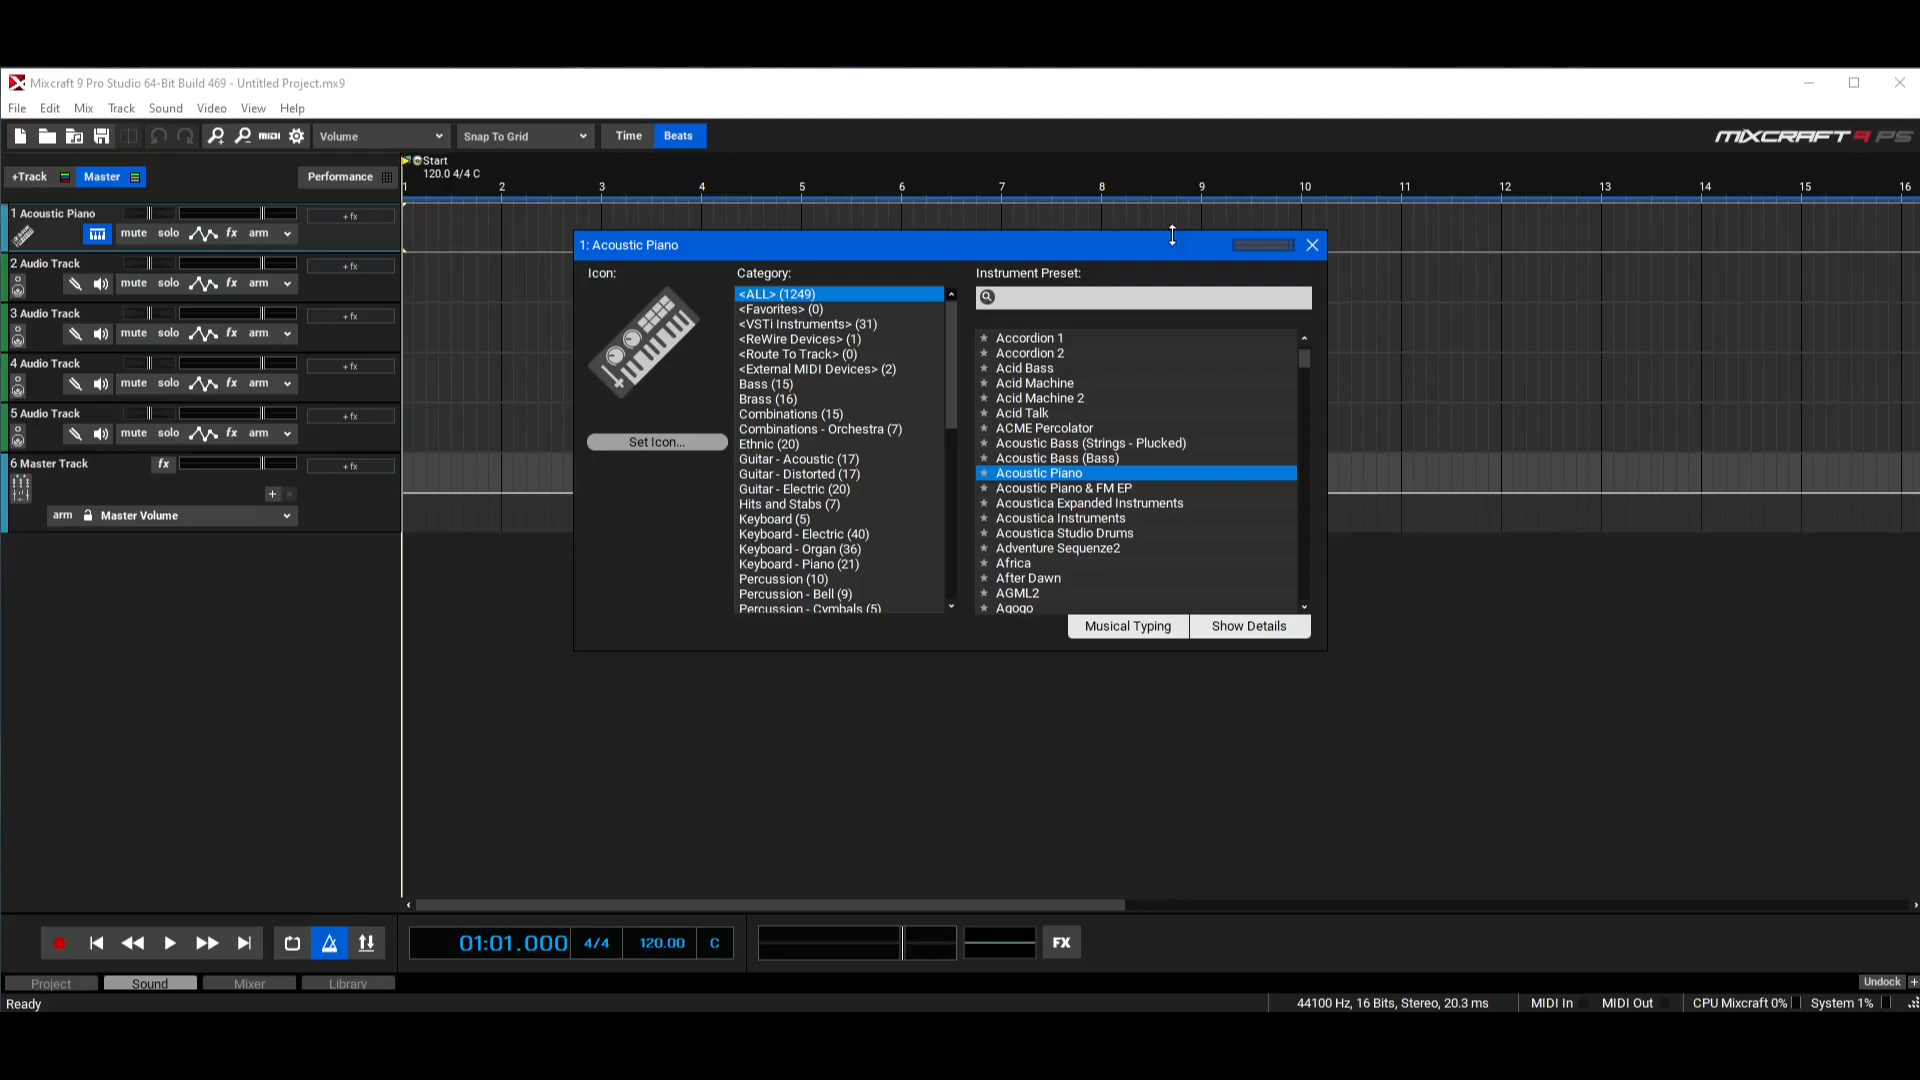 Mixcraft 9 Pro Studio 64-Bit Build 469 - Untitled Project.mx9
File Edit Mix Track Sound Video View Help
MIDI Volume Snap To Grid Time Beats MIXCRAFT 9 PS
+Track Master Performance
Start
120.0 4/4 C
1 2 3 4 5 6 7 8 9 10 11 12 13 14 15 16
1 Acoustic Piano +fx
mute solo fx arm
2 Audio Track +fx
mute solo fx arm
3 Audio Track +fx
mute solo fx arm
4 Audio Track +fx
mute solo fx arm
5 Audio Track +fx
mute solo fx arm
6 Master Track fx +fx
+ ×
arm Master Volume
1: Acoustic Piano
Icon:
Set Icon...
Category:
<ALL> (1249)
<Favorites> (0)
<VSTi Instruments> (31)
<ReWire Devices> (1)
<Route To Track> (0)
<External MIDI Devices> (2)
Bass (15)
Brass (16)
Combinations (15)
Combinations - Orchestra (7)
Ethnic (20)
Guitar - Acoustic (17)
Guitar - Distorted (17)
Guitar - Electric (20)
Hits and Stabs (7)
Keyboard (5)
Keyboard - Electric (40)
Keyboard - Organ (36)
Keyboard - Piano (21)
Percussion (10)
Percussion - Bell (9)
Percussion - Cymbals (5)
Instrument Preset:
Accordion 1
Accordion 2
Acid Bass
Acid Machine
Acid Machine 2
Acid Talk
ACME Percolator
Acoustic Bass (Strings - Plucked)
Acoustic Bass (Bass)
Acoustic Piano
Acoustic Piano & FM EP
Acoustica Expanded Instruments
Acoustica Instruments
Acoustica Studio Drums
Adventure Sequenze2
Africa
After Dawn
AGML2
Agogo
Musical Typing Show Details
01:01.000 4/4 120.00 C FX
Project Sound Mixer Library Undock +
Ready 44100 Hz, 16 Bits, Stereo, 20.3 ms MIDI In MIDI Out CPU Mixcraft 0% System 1%